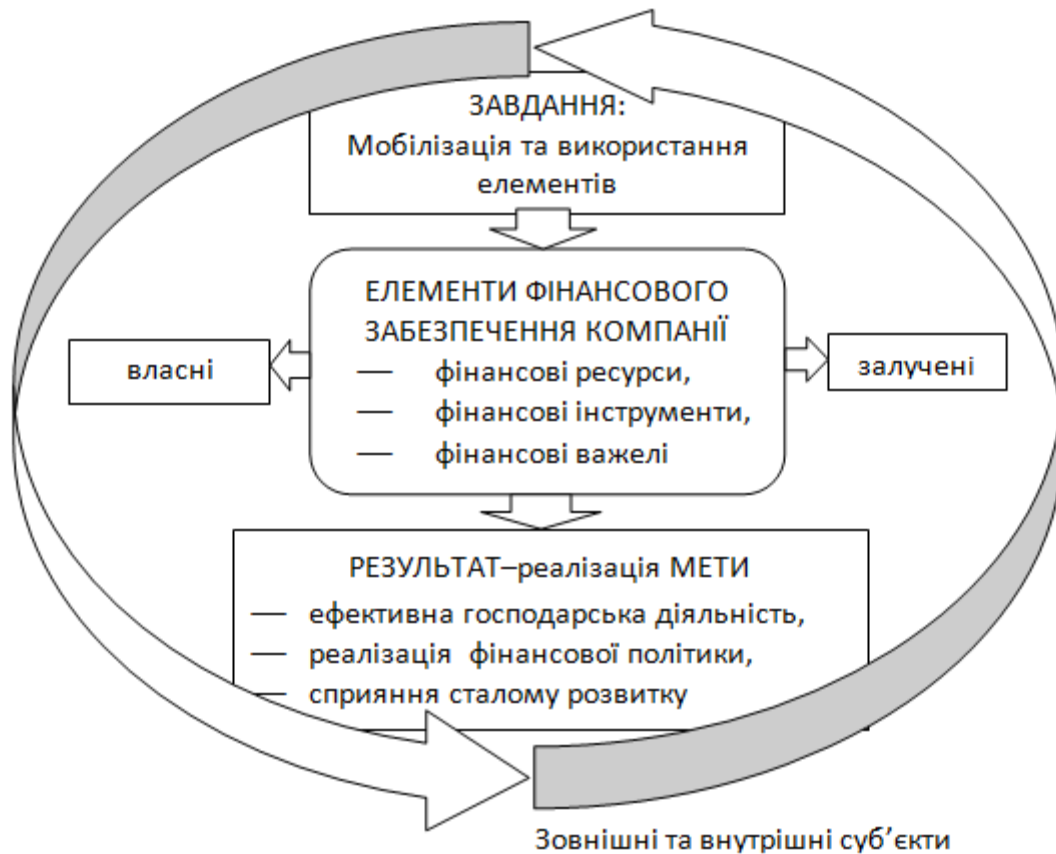 ЗАВДАННЯ:
Мобілізація та використання
елементів
ЕЛЕМЕНТИ ФІНАНСОВОГО
ЗАБЕЗПЕЧЕННЯ КОМПАНІЇ
— фінансові ресурси,
— фінансові інструменти,
— фінансові важелі
власні
залучені
РЕЗУЛЬТАТ–реалізація МЕТИ
— ефективна господарська діяльність,
— реалізація фінансової політики,
— сприяння сталому розвитку
Зовнішні та внутрішні суб’єкти